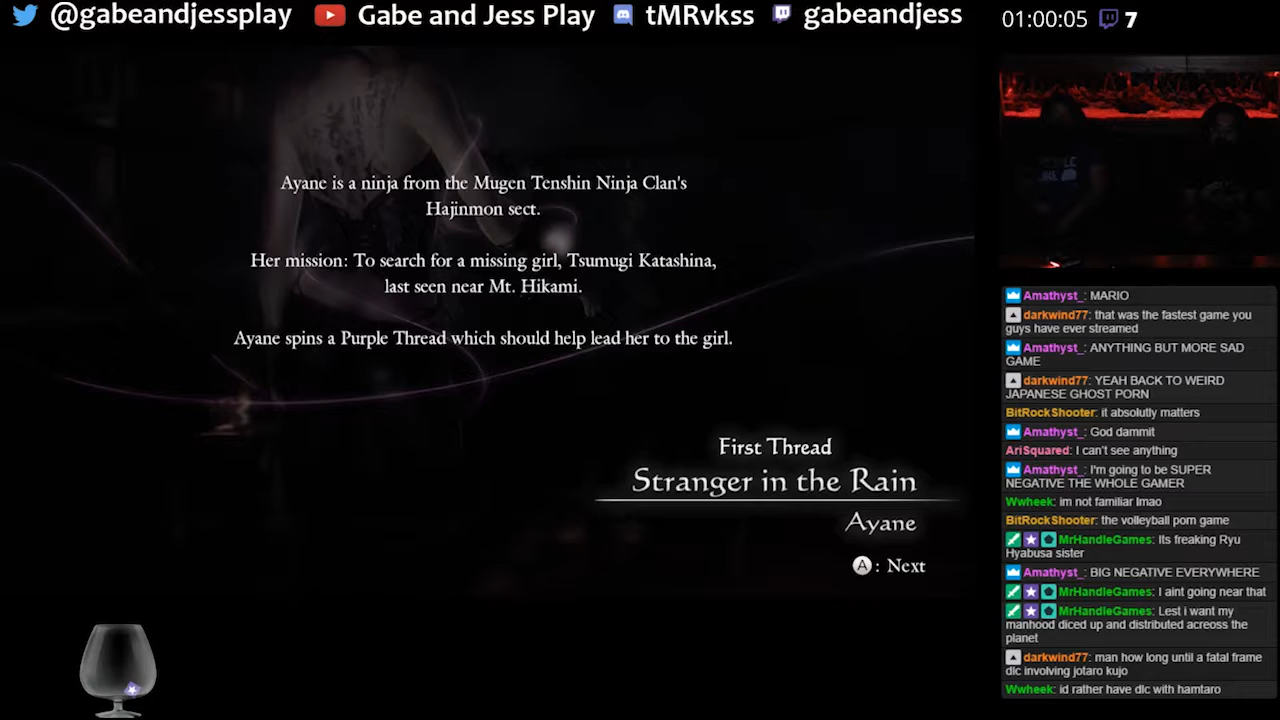 @gabeandjessplay Gabe and Jess Play tMRvkss gabeandjess
01:00:05 7
Ayane is a ninja from the Mugen Tenshin Ninja Clan's
Hajinmon sect.
Her mission: To search for a missing girl, Tsumugi Katashina,
last seen near Mt. Hikami.
Ayane spins a Purple Thread which should help lead her to the girl.
First Thread
Stranger in the Rain
Ayane
A : Next
Amathyst_: MARIO
darkwind77: that was the fastest game you
guys have ever streamed
Amathyst_: ANYTHING BUT MORE SAD
GAME
darkwind77: YEAH BACK TO WEIRD
JAPANESE GHOST PORN
BitRockShooter: it absolutly matters
Amathyst_: God dammit
AriSquared: I can't see anything
Amathyst_: I'm going to be SUPER
NEGATIVE THE WHOLE GAMER
Wwheek: im not familiar lmao
BitRockShooter: the volleyball porn game
MrHandleGames: Its freaking Ryu
Hyabusa sister
Amathyst_: BIG NEGATIVE EVERYWHERE
MrHandleGames: I aint going near that
MrHandleGames: Lest i want my
manhood diced up and distributed acreoss the
planet
darkwind77: man how long until a fatal frame
dlc involving jotaro kujo
Wwheek: id rather have dlc with hamtaro